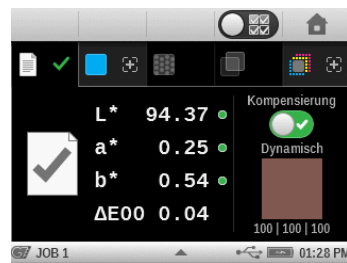 L* 94.37
Kompensierung
a* 0.25
Dynamisch
b* 0.54
ΔE00 0.04
100 | 100 | 100
G7 JOB 1
01:28 PM